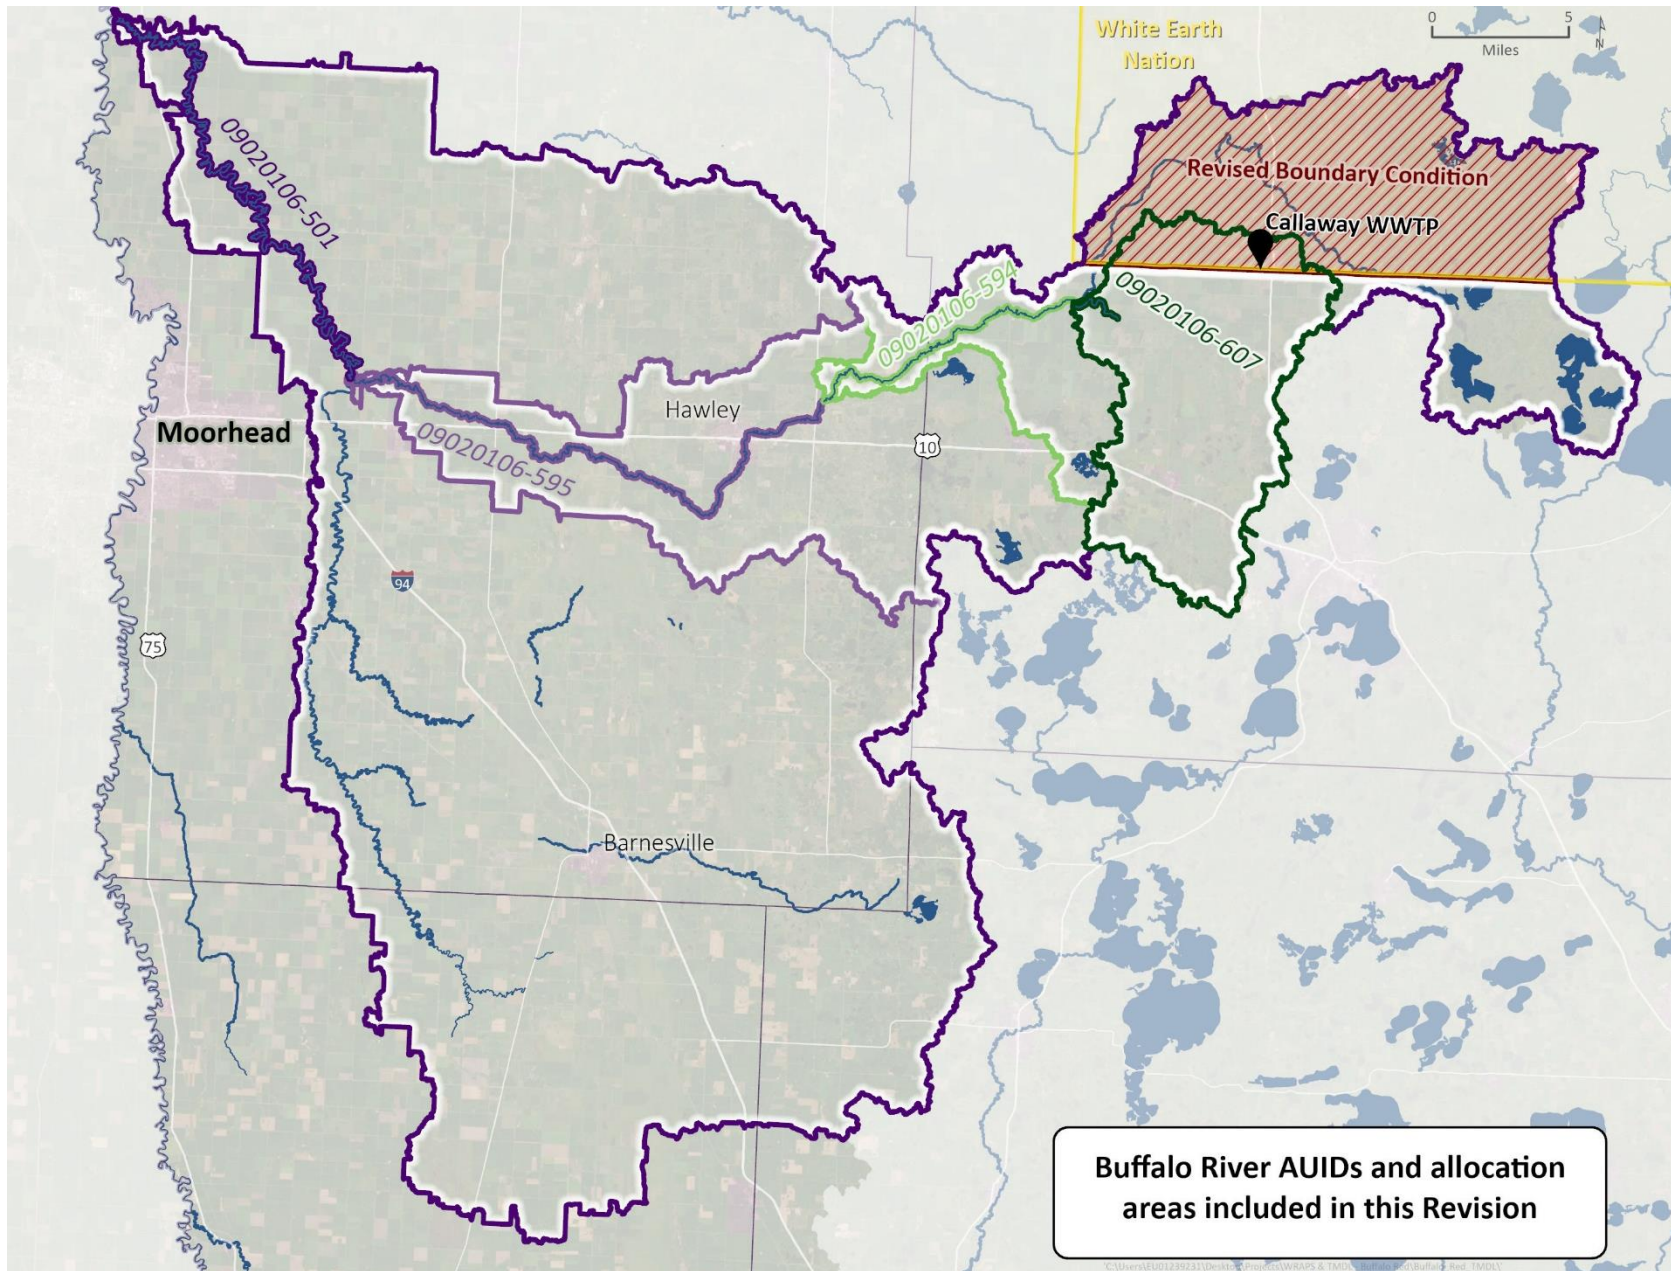 White Earth
Nation
0 5
Miles
N
Revised Boundary Condition
Callaway WWTP
09020106-501
09020106-594
09020106-607
Hawley
10
Moorhead
09020106-595
94
75
Barnesville
Buffalo River AUIDs and allocation
areas included in this Revision